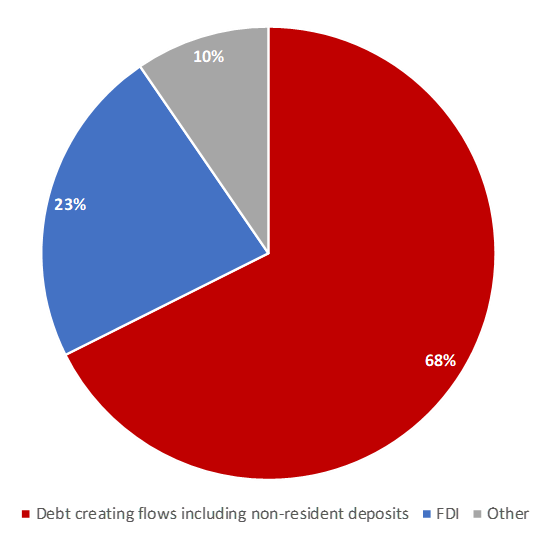 10%
23%
68%
Debt creating flows including non-resident deposits FDI Other